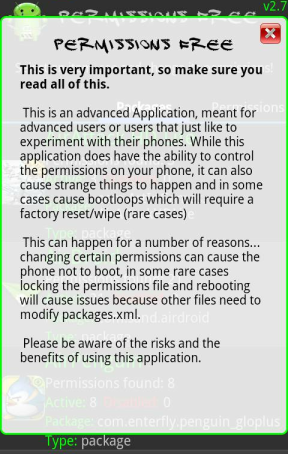 v2.7
PERMISSIONS FREE
This is very important, so make sure you
read all of this.
This is an advanced Application, meant for
advanced users or users that just like to
experiment with their phones. While this
application does have the ability to control
the permissions on your phone, it can also
cause strange things to happen and in some
cases cause bootloops which will require a
factory reset/wipe (rare cases)
This can happen for a number of reasons...
changing certain permissions can cause the
phone not to boot, in some rare cases
locking the permissions file and rebooting
will cause issues because other files need to
modify packages.xml.
Please be aware of the risks and the
benefits of using this application.
Permissions found: 8
Active: 8 Disabled: 0
Package: com.enterfly.penguin_gloplus
Type: package